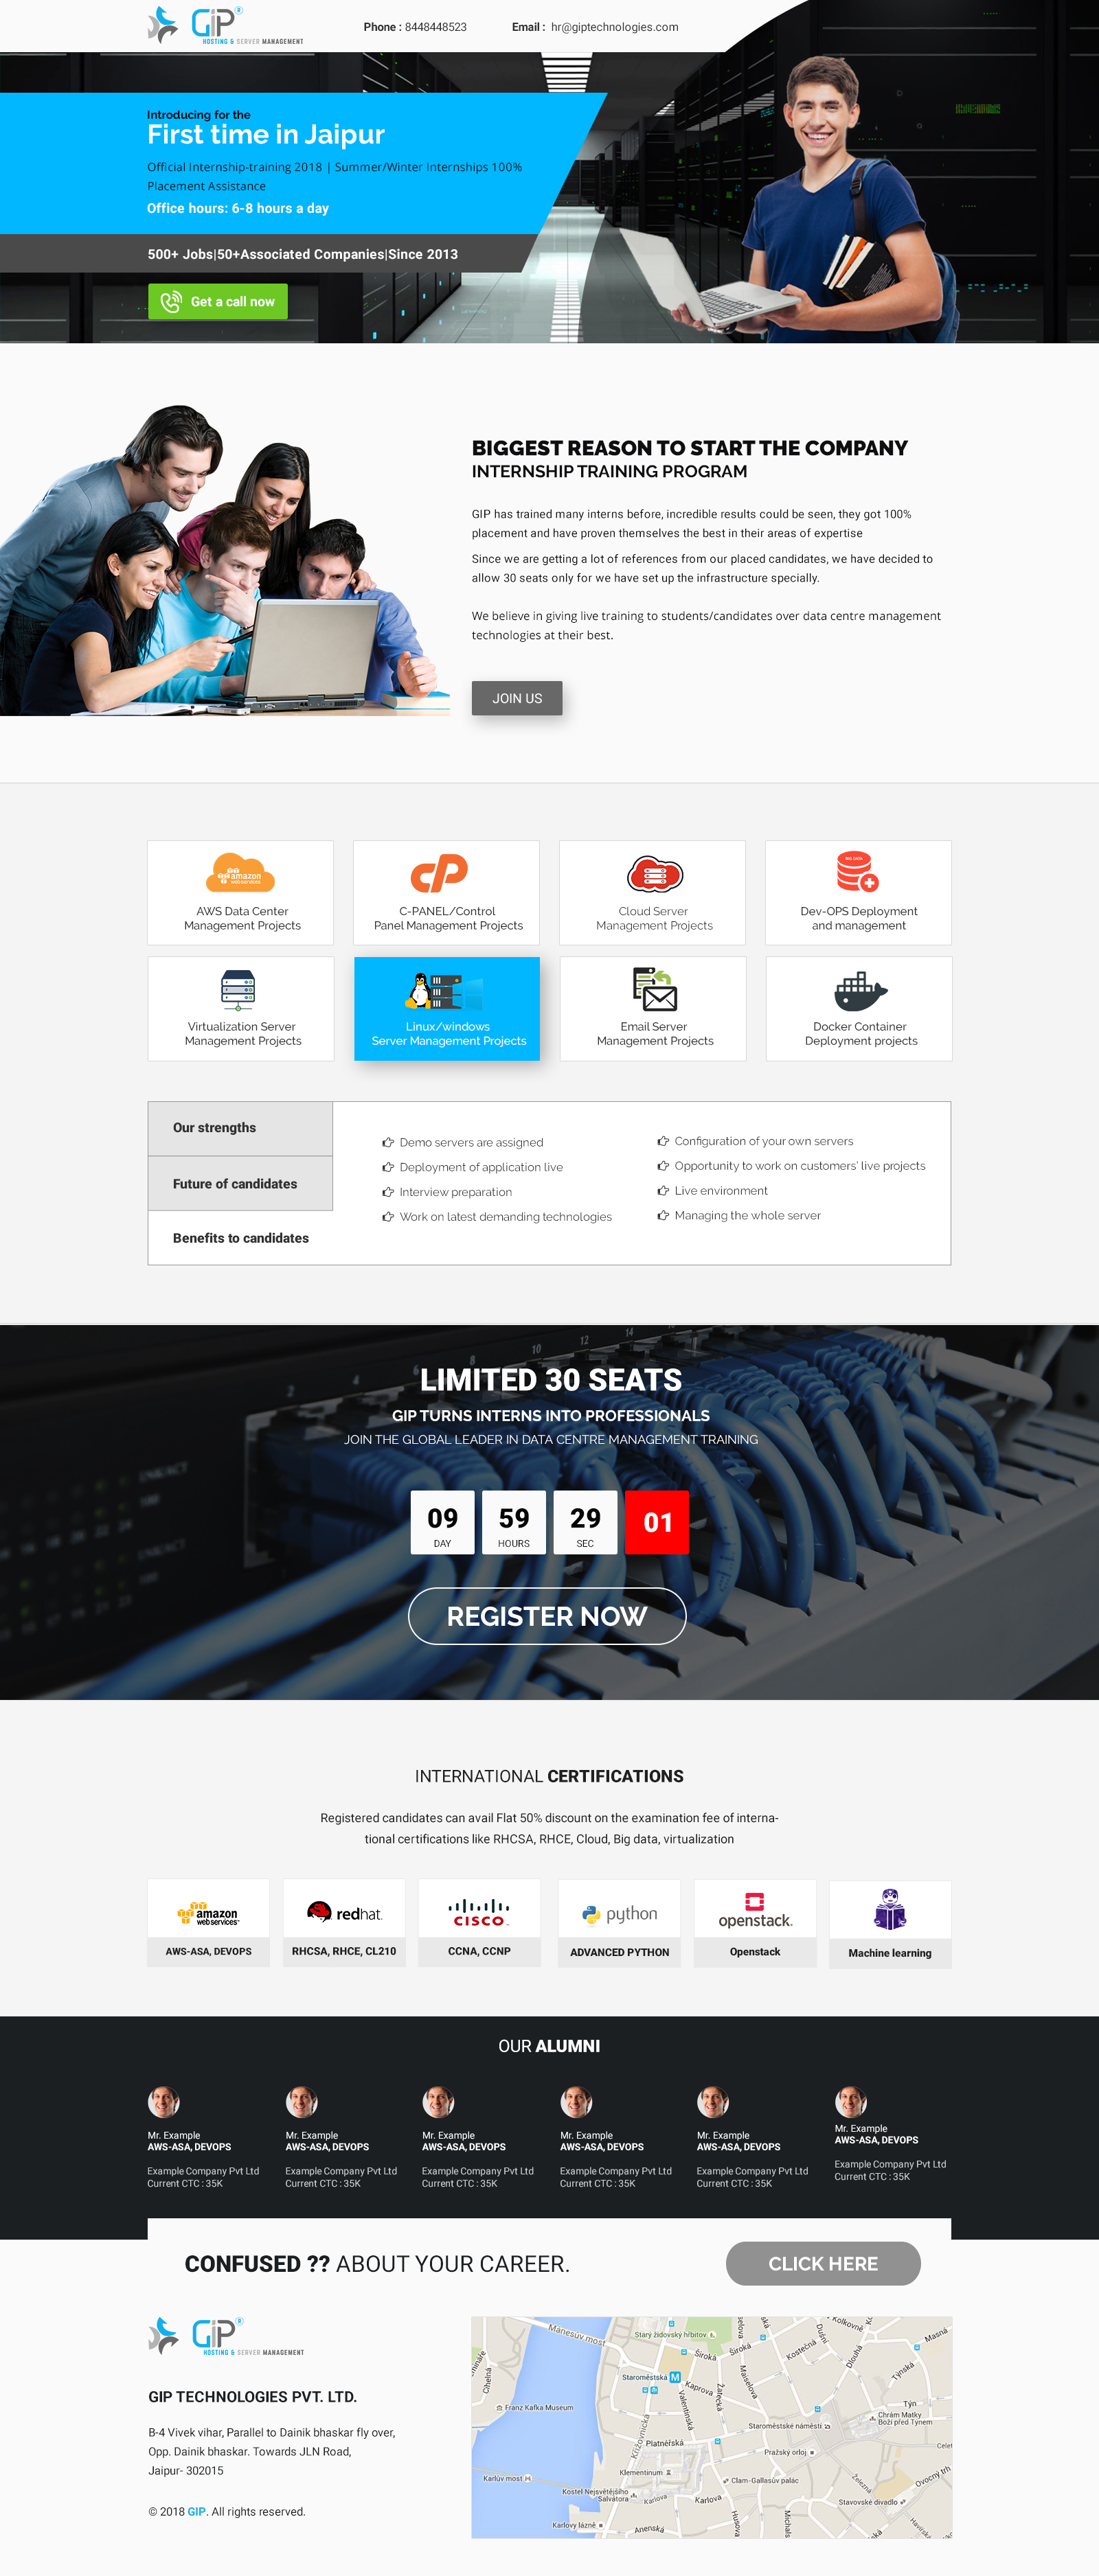 GIP®
HOSTING & SERVER MANAGEMENT
Phone : 8448448523
Email : hr@giptechnologies.com
Introducing for the
First time in Jaipur
Official Internship-training 2018 | Summer/Winter Internships 100%
Placement Assistance
Office hours: 6-8 hours a day
500+ Jobs|50+Associated Companies|Since 2013
Get a call now
BIGGEST REASON TO START THE COMPANY
INTERNSHIP TRAINING PROGRAM
GIP has trained many interns before, incredible results could be seen, they got 100%
placement and have proven themselves the best in their areas of expertise
Since we are getting a lot of references from our placed candidates, we have decided to
allow 30 seats only for we have set up the infrastructure specially.
We believe in giving live training to students/candidates over data centre management
technologies at their best.
JOIN US
amazon
webservices
AWS Data Center
Management Projects
cP
C-PANEL/Control
Panel Management Projects
Cloud Server
Management Projects
BIG DATA
Dev-OPS Deployment
and management
Virtualization Server
Management Projects
Linux/windows
Server Management Projects
Email Server
Management Projects
Docker Container
Deployment projects
Our strengths
Future of candidates
Benefits to candidates
Demo servers are assigned
Deployment of application live
Interview preparation
Work on latest demanding technologies
Configuration of your own servers
Opportunity to work on customers' live projects
Live environment
Managing the whole server
2
4
10
12
14
LIMITED 30 SEATS
GIP TURNS INTERNS INTO PROFESSIONALS
JOIN THE GLOBAL LEADER IN DATA CENTRE MANAGEMENT TRAINING
09
DAY
59
HOURS
29
SEC
01
REGISTER NOW
INTERNATIONAL CERTIFICATIONS
Registered candidates can avail Flat 50% discount on the examination fee of interna-
tional certifications like RHCSA, RHCE, Cloud, Big data, virtualization
amazon
webservices™
AWS-ASA, DEVOPS
redhat.
RHCSA, RHCE, CL210
CISCO
CCNA, CCNP
python
ADVANCED PYTHON
openstack.
Openstack
Machine learning
OUR ALUMNI
Mr. Example
AWS-ASA, DEVOPS
Example Company Pvt Ltd
Current CTC : 35K
Mr. Example
AWS-ASA, DEVOPS
Example Company Pvt Ltd
Current CTC : 35K
Mr. Example
AWS-ASA, DEVOPS
Example Company Pvt Ltd
Current CTC : 35K
Mr. Example
AWS-ASA, DEVOPS
Example Company Pvt Ltd
Current CTC : 35K
Mr. Example
AWS-ASA, DEVOPS
Example Company Pvt Ltd
Current CTC : 35K
Mr. Example
AWS-ASA, DEVOPS
Example Company Pvt Ltd
Current CTC : 35K
CONFUSED ?? ABOUT YOUR CAREER.
CLICK HERE
GIP®
HOSTING & SERVER MANAGEMENT
GIP TECHNOLOGIES PVT. LTD.
B-4 Vivek vihar, Parallel to Dainik bhaskar fly over,
Opp. Dainik bhaskar. Towards JLN Road,
Jaipur- 302015
© 2018 GIP. All rights reserved.
Mánesův most
Starý židovský hřbitov
Široká
Široká
Maiselova
Kostečná
Dušní
Dlouhá
Kolkovně
Masná
Týnská
Staroměstská
M
Kaprova
Žatecká
Valentinská
Křižovnická
Franz Kafka Museum
Cihelná
Platnéřská
Staroměstské náměstí
Týn
Chrám Matky
Boží před Týnem
Pražský orloj
Celet
Klementinum
Clam-Gallasův palác
Karlův most
Kostel Nejsvětějšího
Salvátora
Karlova
Karlova
Železná
Ovocný trh
Stavovské divadlo
Karlovy lázně
Anenská
Husova
Michals
Havířská